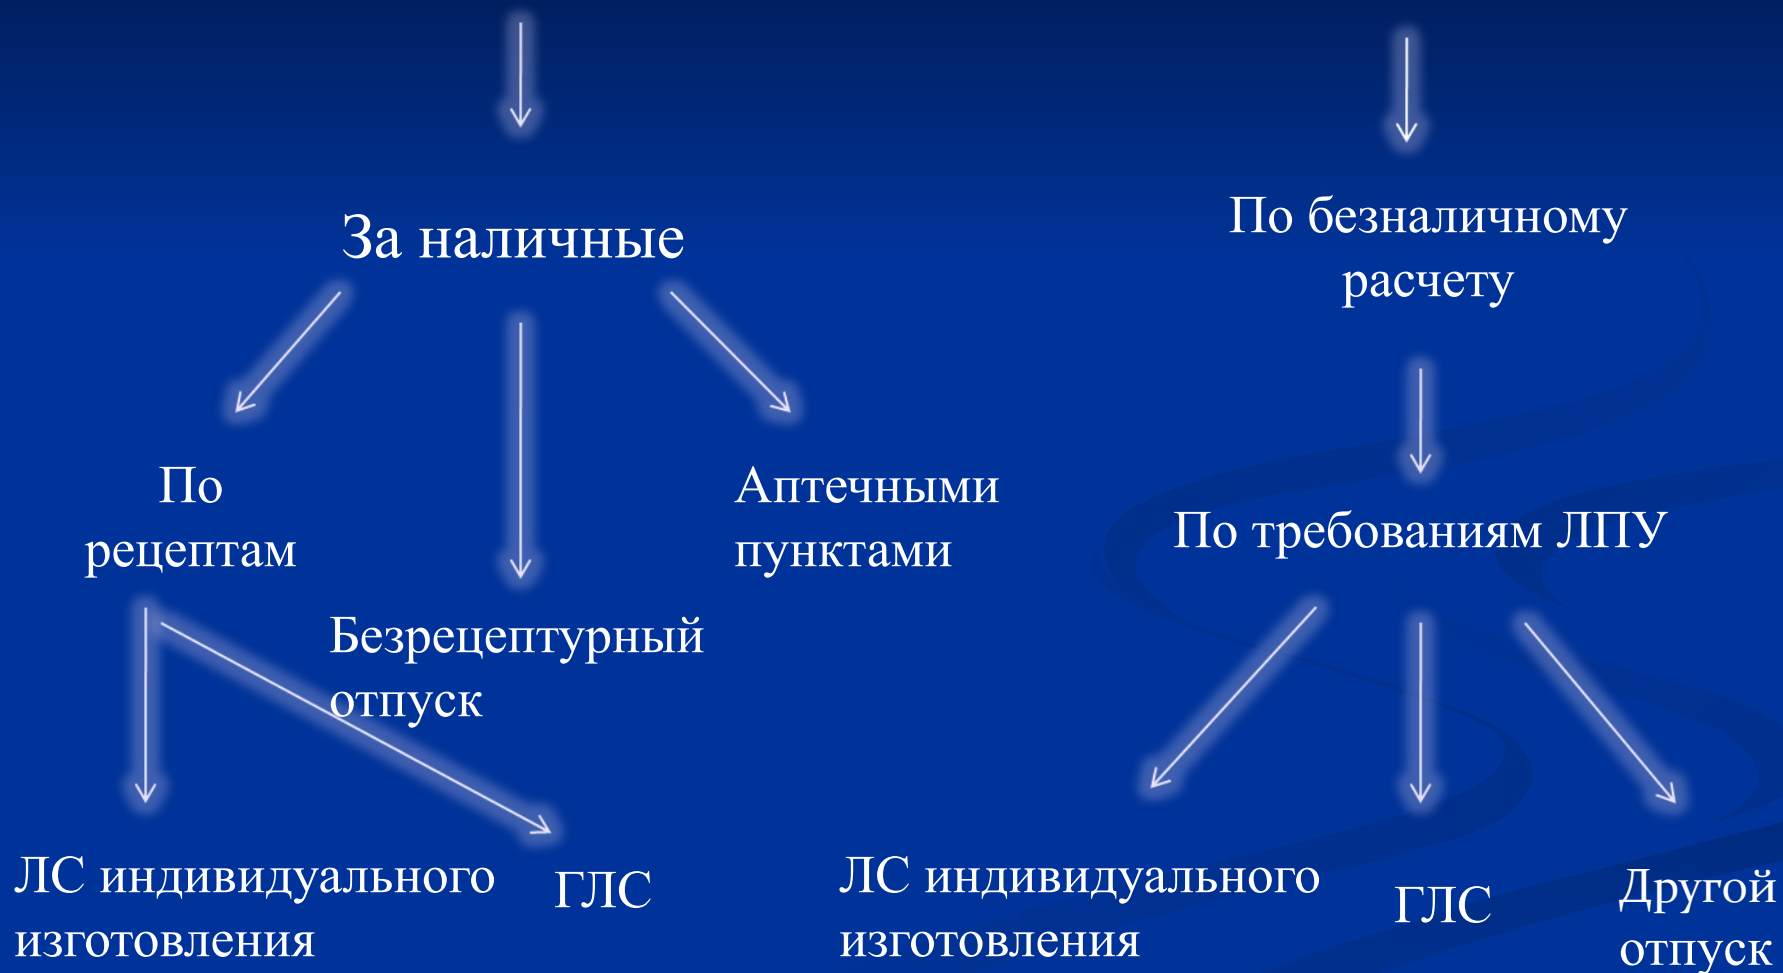 За наличные
По безналичному
расчету
По
рецептам
Аптечными
пунктами
По требованиям ЛПУ
Безрецептурный
отпуск
ЛС индивидуального
изготовления
ГЛС
ЛС индивидуального
изготовления
ГЛС
Другой
отпуск